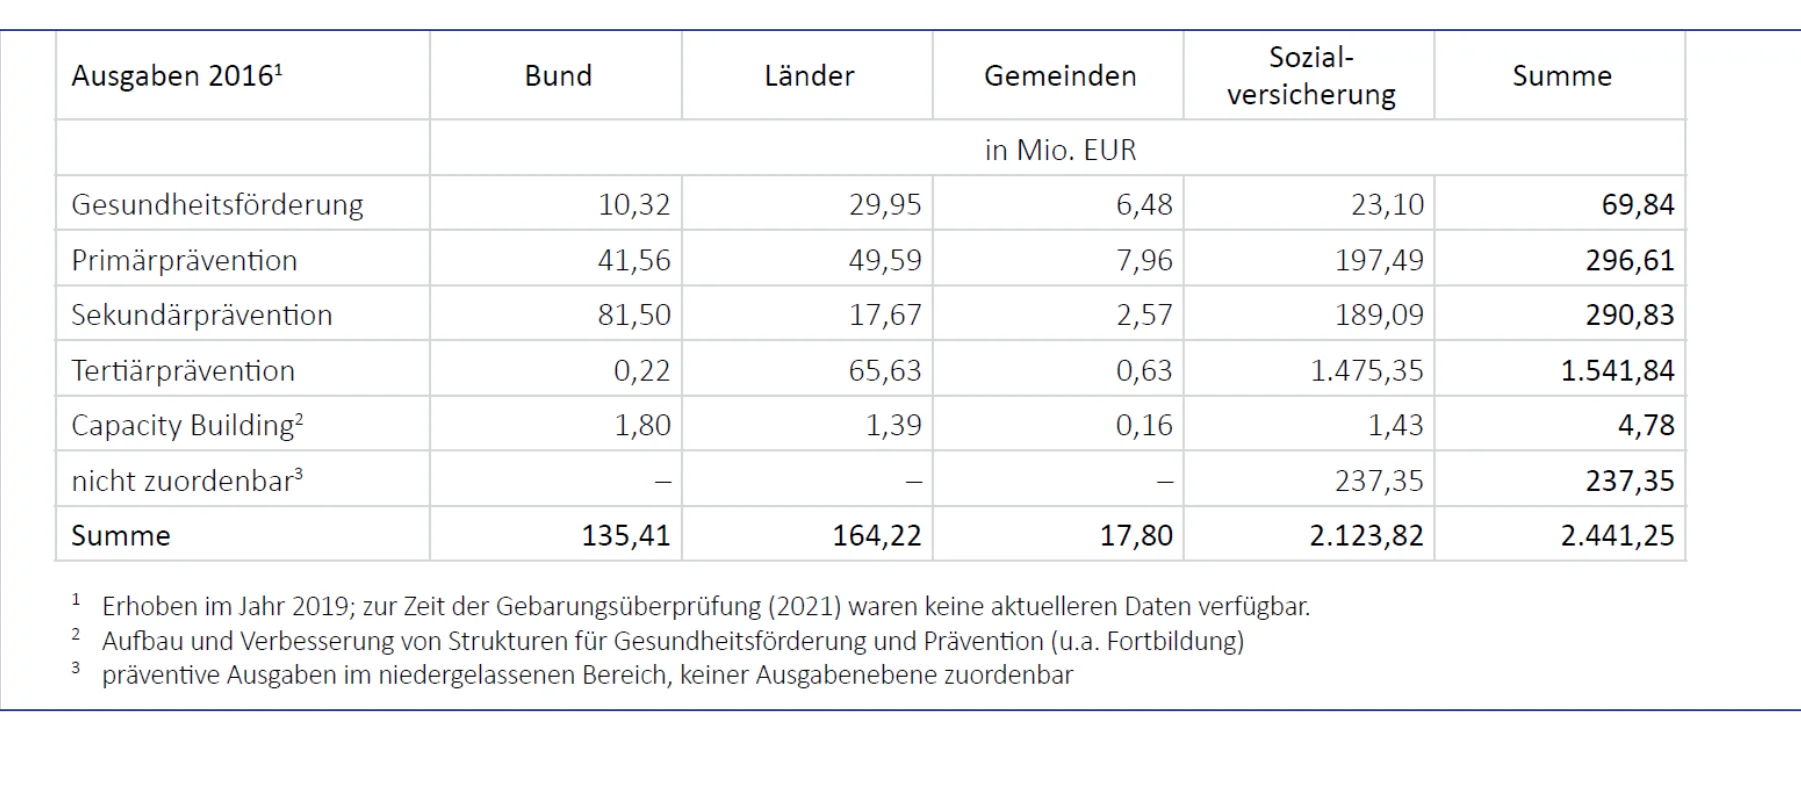 Ausgaben 2016¹ Bund Länder Gemeinden Sozial-
versicherung Summe
in Mio. EUR
Gesundheitsförderung 10,32 29,95 6,48 23,10 69,84
Primärprävention 41,56 49,59 7,96 197,49 296,61
Sekundärprävention 81,50 17,67 2,57 189,09 290,83
Tertiärprävention 0,22 65,63 0,63 1.475,35 1.541,84
Capacity Building² 1,80 1,39 0,16 1,43 4,78
nicht zuordenbar³ – – – 237,35 237,35
Summe 135,41 164,22 17,80 2.123,82 2.441,25
¹ Erhoben im Jahr 2019; zur Zeit der Gebarungsüberprüfung (2021) waren keine aktuelleren Daten verfügbar.
² Aufbau und Verbesserung von Strukturen für Gesundheitsförderung und Prävention (u.a. Fortbildung)
³ präventive Ausgaben im niedergelassenen Bereich, keiner Ausgabenebene zuordenbar